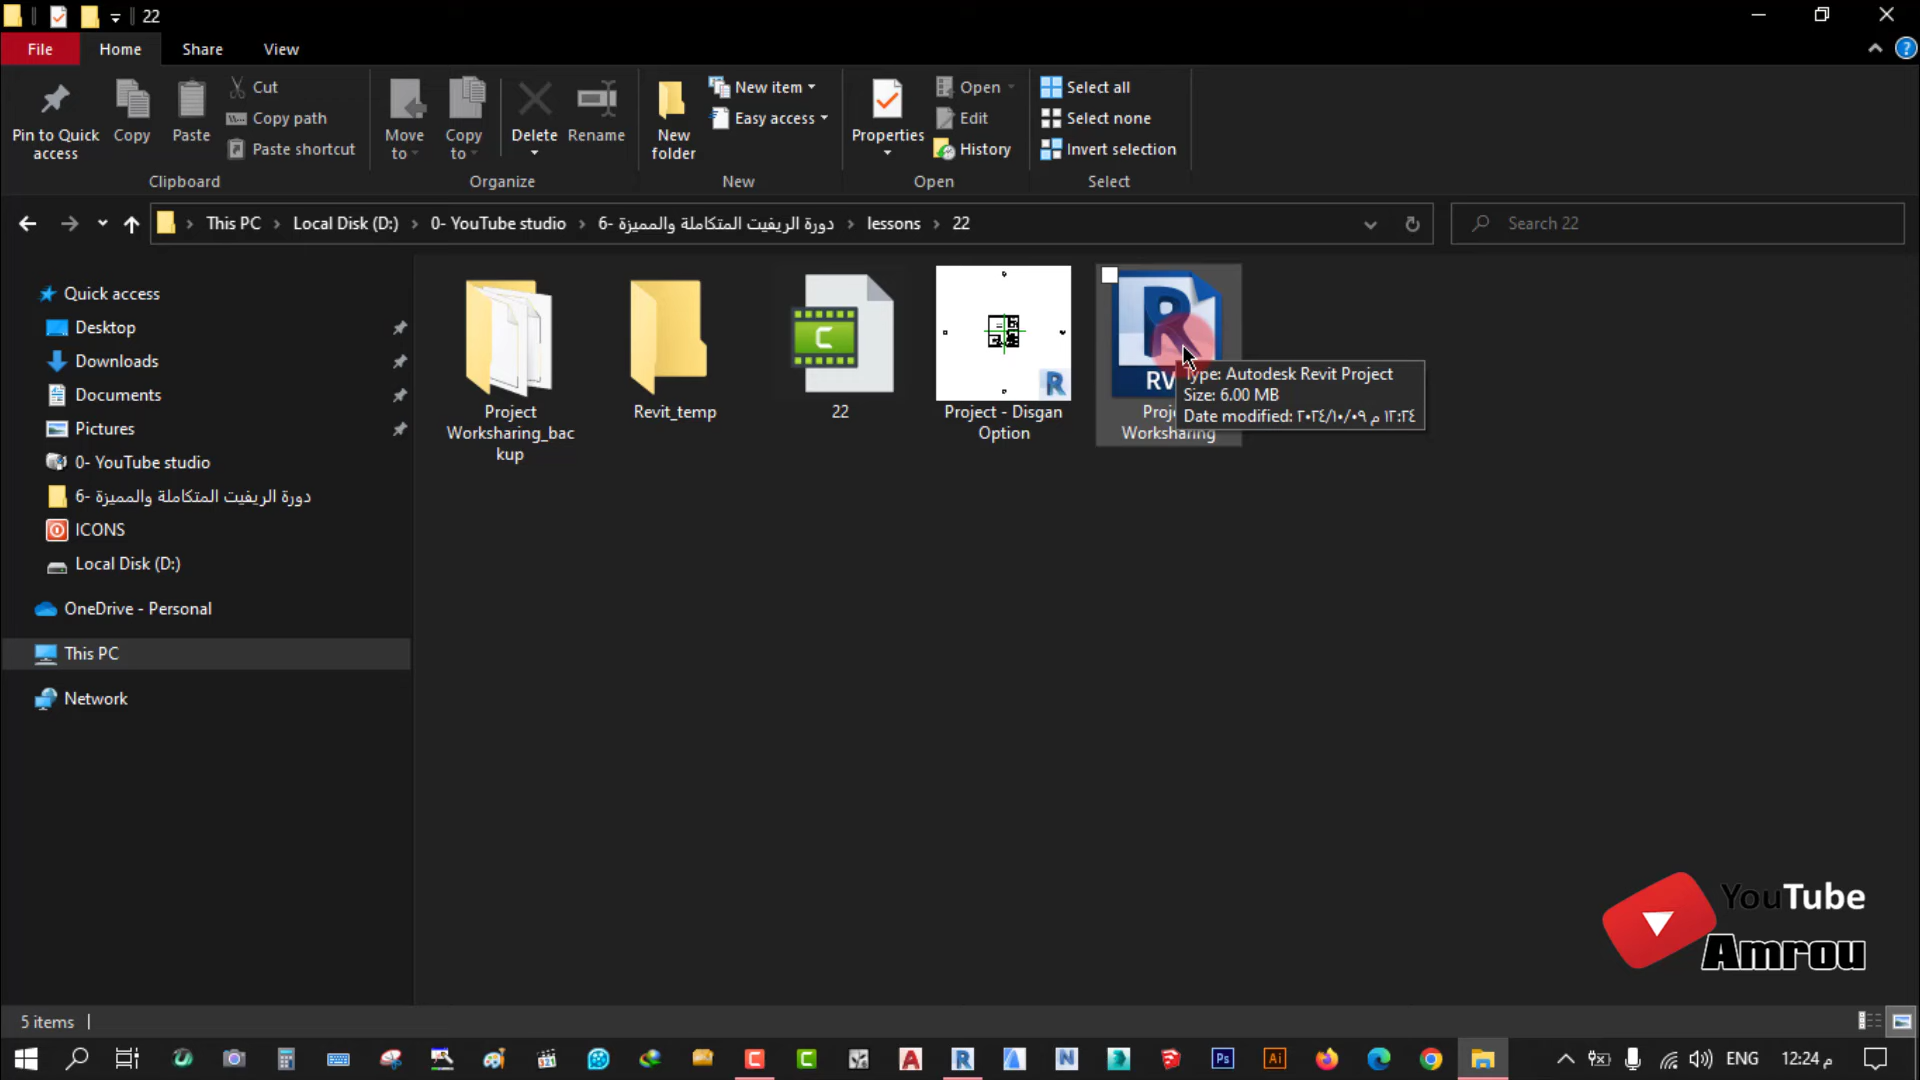 22
File
Home
Share
View
Pin to Quick access
Copy
Paste
Cut
Copy path
Paste shortcut
Move to
Copy to
Delete
Rename
New folder
New item
Easy access
Properties
Open
Edit
History
Select all
Select none
Invert selection
Clipboard
Organize
New
Open
Select
This PC
Local Disk (D:)
0- YouTube studio
6- دورة الريفيت المتكاملة والمميزة
lessons
22
Search 22
Quick access
Desktop
Downloads
Documents
Pictures
0- YouTube studio
6- دورة الريفيت المتكاملة والمميزة
ICONS
Local Disk (D:)
OneDrive - Personal
This PC
Network
Project
Worksharing_bac
kup
Revit_temp
22
Project - Disgan
Option
RV
Proj
Worksharing
Type: Autodesk Revit Project
Size: 6.00 MB
Date modified: ٢٠٢٤/١٠/٠٩ م ١٢:٢٤
YouTube
Amrou
5 items
ENG
12:24 م